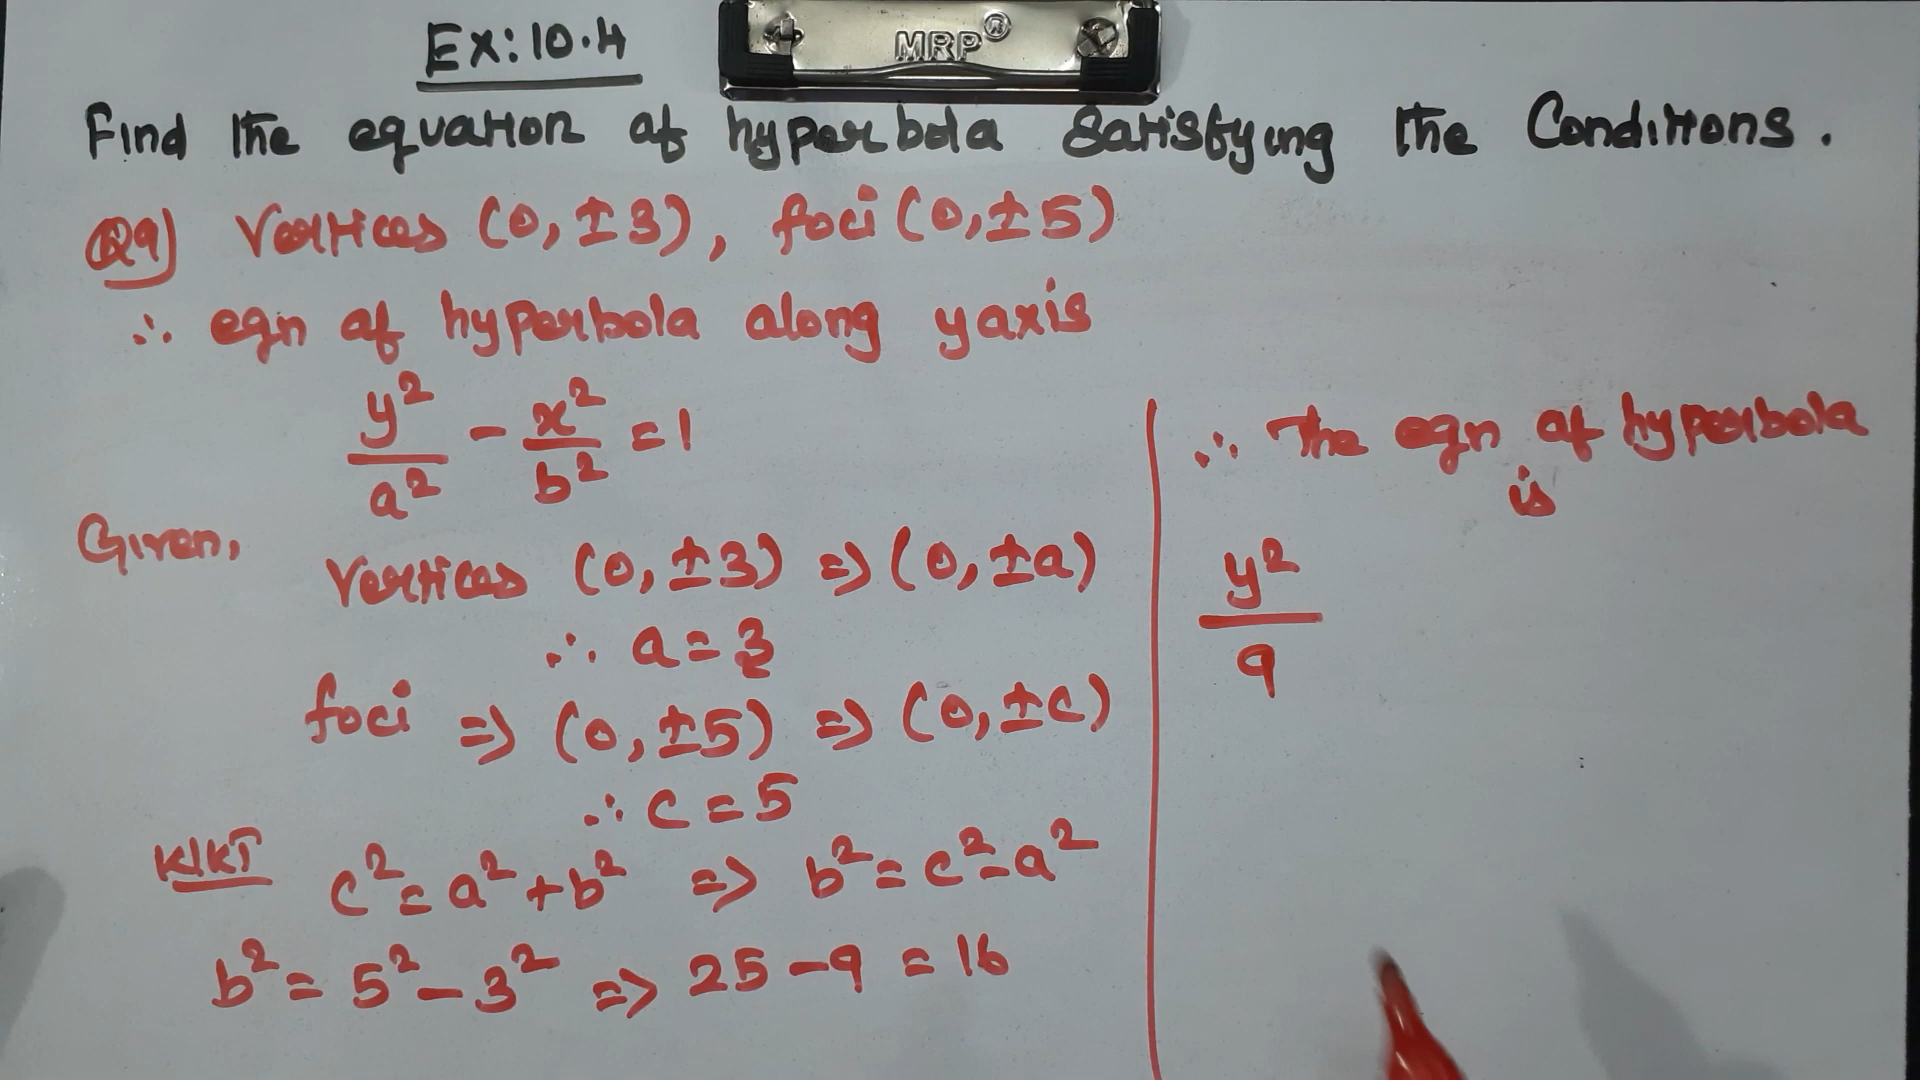 Ex: 10.4
MRP®
Find the equation of hyperbola Satisfying the Conditions.
Q9) Vertices (0, ±3), foci (0, ±5)
∴ eqn of hyperbola along y axis
y²/a² - x²/b² = 1
Given,
Vertices (0, ±3) ⇒ (0, ±a)
∴ a = 3
foci ⇒ (0, ±5) ⇒ (0, ±c)
∴ c = 5
WKT c² = a² + b² ⇒ b² = c² - a²
b² = 5² - 3² ⇒ 25 - 9 = 16
∴ The eqn of hyperbola
is
y²/9